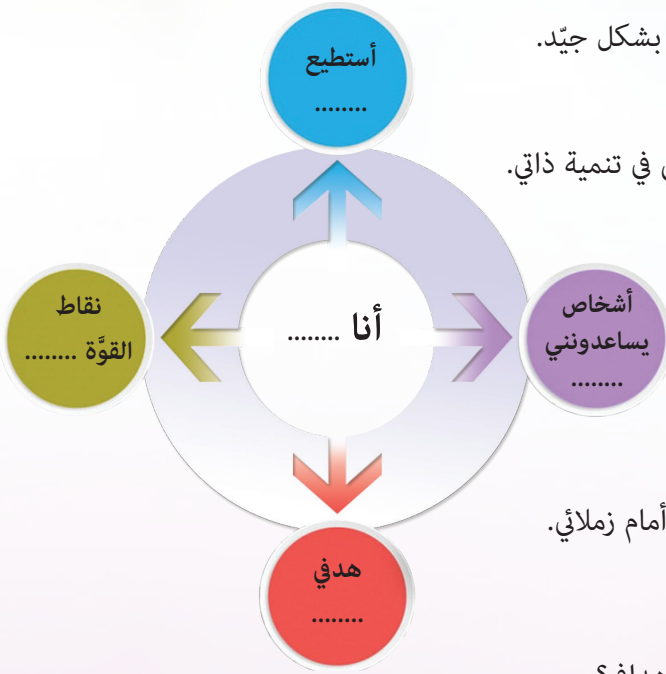 بشكل جيّد.
أستطيع
........
في تنمية ذاتي.
أشخاص
يساعدونني
........
أنا ........
نقاط
القوَّة ........
أمام زملائي.
هدفي
........